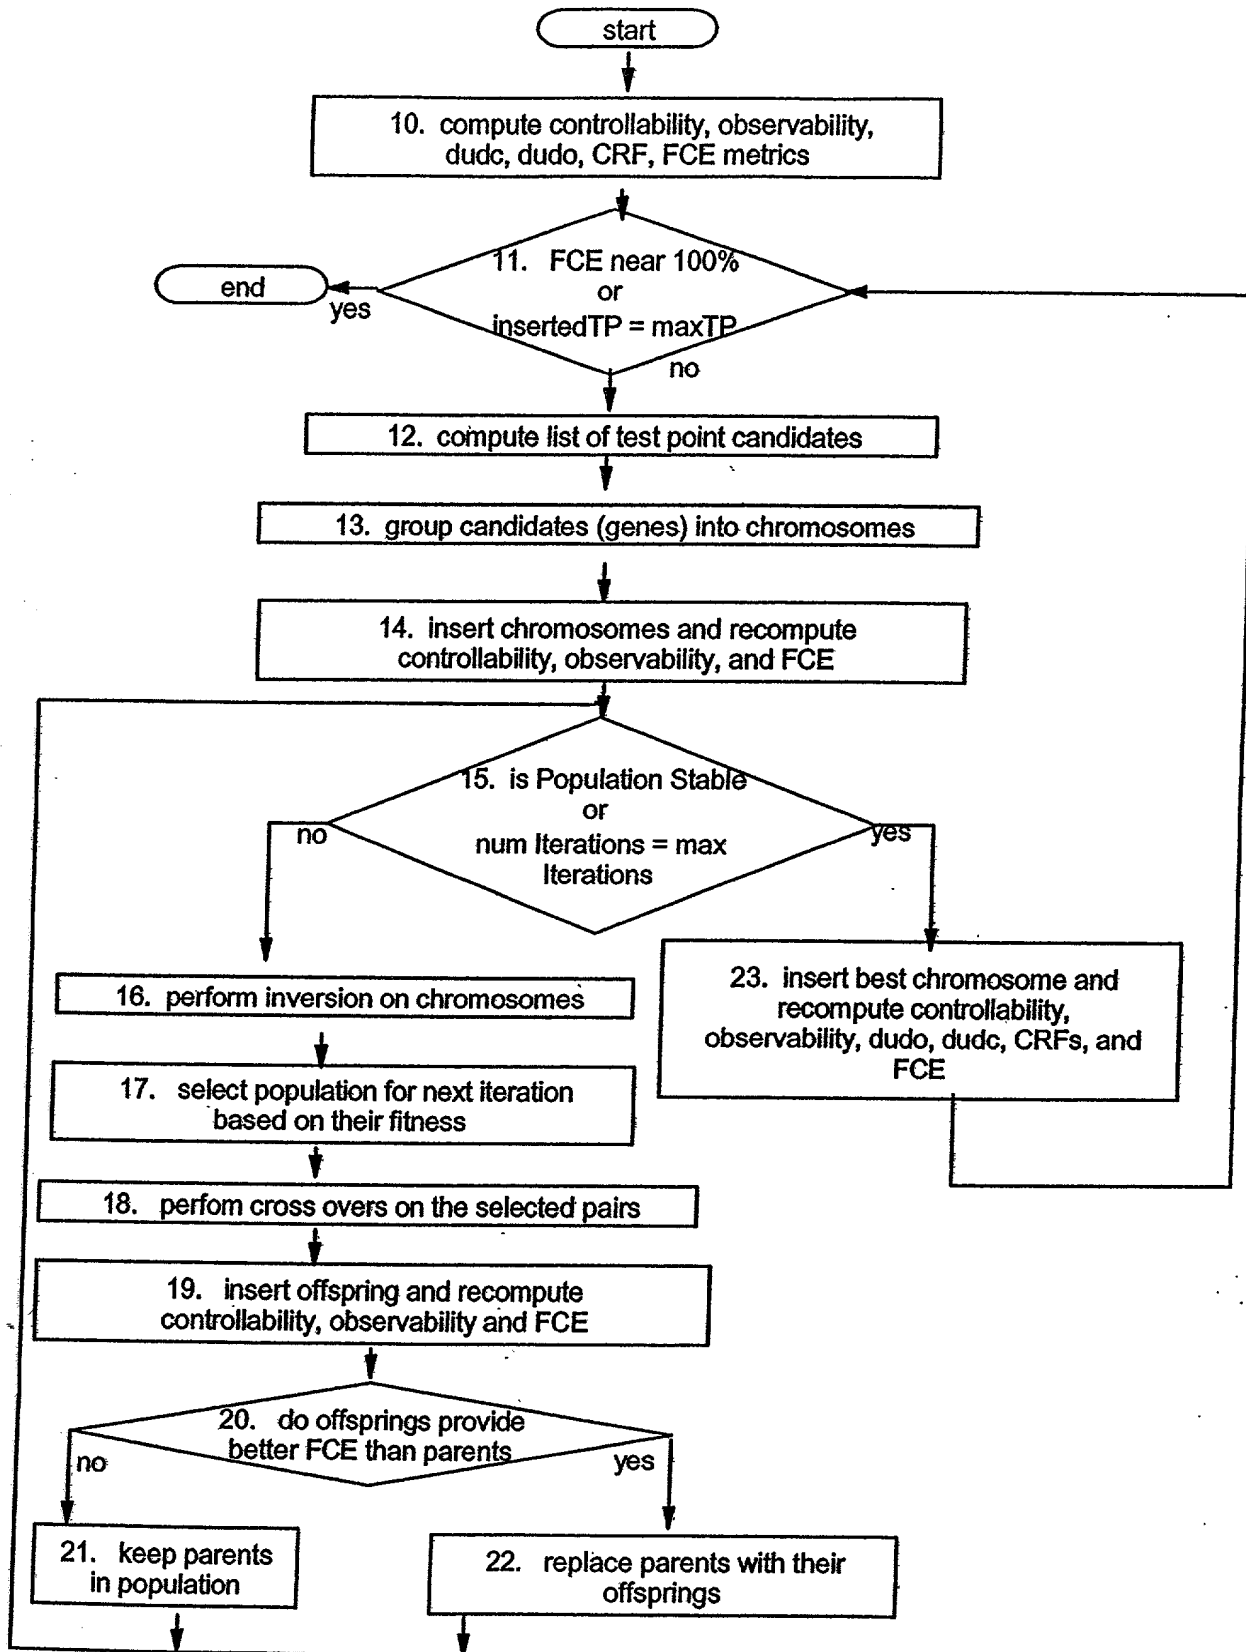 start
10. compute controllability, observability,
dudc, dudo, CRF, FCE metrics
11. FCE near 100%
or
insertedTP = maxTP
end
yes
no
12. compute list of test point candidates
13. group candidates (genes) into chromosomes
14. insert chromosomes and recompute
controllability, observability, and FCE
15. is Population Stable
or
num Iterations = max
Iterations
no
yes
16. perform inversion on chromosomes
23. insert best chromosome and
recompute controllability,
observability, dudo, dudc, CRFs, and
FCE
17. select population for next iteration
based on their fitness
18. perfom cross overs on the selected pairs
19. insert offspring and recompute
controllability, observability and FCE
20. do offsprings provide
better FCE than parents
no
yes
21. keep parents
in population
22. replace parents with their
offsprings